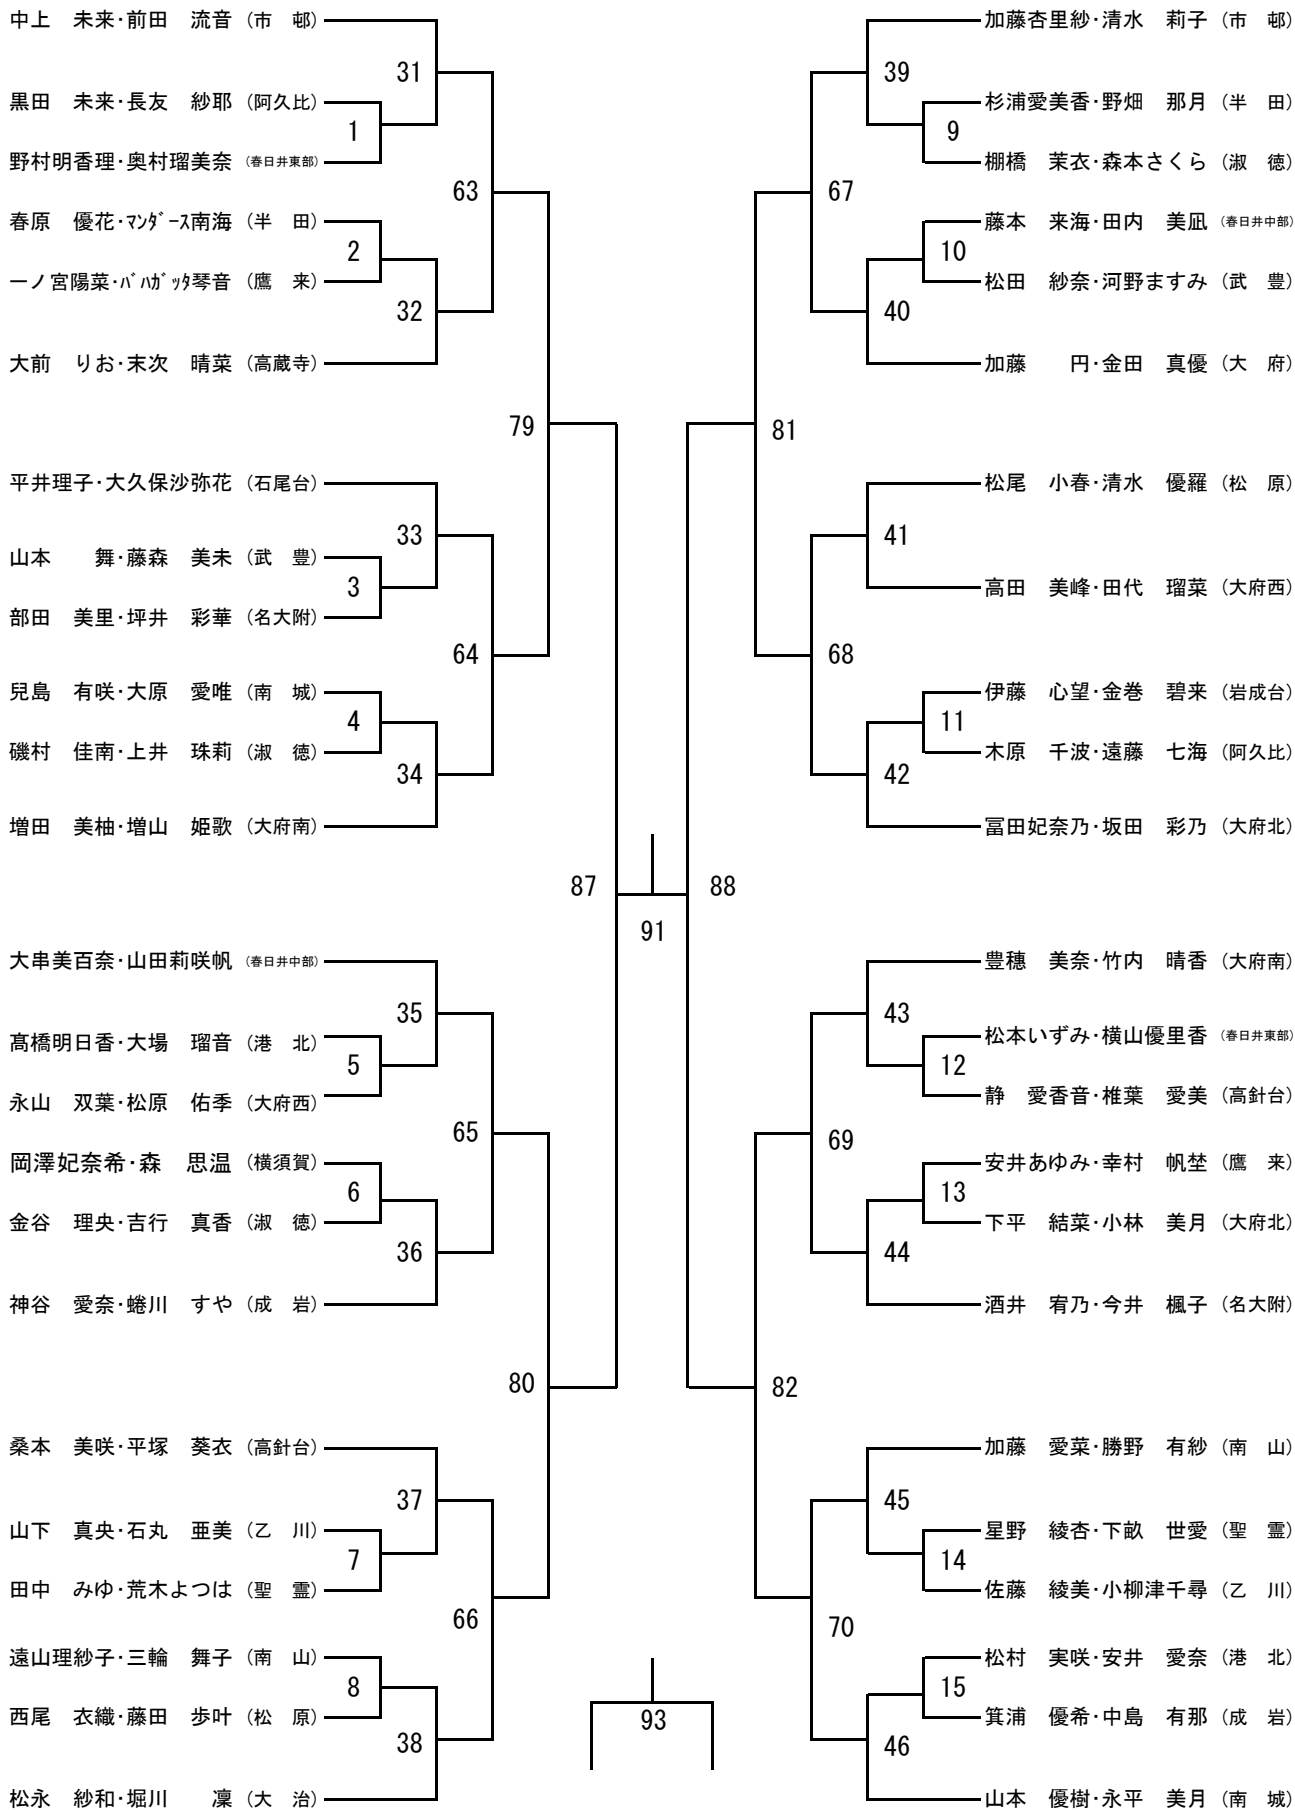 中上　未来・前田　流音（市　邨）
31
黒田　未来・長友　紗耶（阿久比）
1
野村明香理・奥村瑠美奈（春日井東部）
63
春原　優花・ﾏﾝﾀﾞｰｽ南海（半　田）
2
一ノ宮陽菜・ﾊﾞﾊｶﾞｯﾀ琴音（鷹　来）
32
大前　りお・末次　晴菜（高蔵寺）
79
平井理子・大久保沙弥花（石尾台）
33
山本　　舞・藤森　美未（武　豊）
3
部田　美里・坪井　彩華（名大附）
64
兒島　有咲・大原　愛唯（南　城）
4
磯村　佳南・上井　珠莉（淑　徳）
34
増田　美柚・増山　姫歌（大府南）
87
大串美百奈・山田莉咲帆（春日井中部）
35
髙橋明日香・大場　瑠音（港　北）
5
永山　双葉・松原　佑季（大府西）
65
岡澤妃奈希・森　思温（横須賀）
6
金谷　理央・吉行　真香（淑　徳）
36
神谷　愛奈・蜷川　すや（成　岩）
80
桑本　美咲・平塚　葵衣（高針台）
37
山下　真央・石丸　亜美（乙　川）
7
田中　みゆ・荒木よつは（聖　霊）
66
遠山理紗子・三輪　舞子（南　山）
8
西尾　衣織・藤田　歩叶（松　原）
38
松永　紗和・堀川　　凜（大　治）
91
93
加藤杏里紗・清水　莉子（市　邨）
39
杉浦愛美香・野畑　那月（半　田）
9
棚橋　茉衣・森本さくら（淑　徳）
67
藤本　来海・田内　美凪（春日井中部）
10
松田　紗奈・河野ますみ（武　豊）
40
加藤　　円・金田　真優（大　府）
81
松尾　小春・清水　優羅（松　原）
41
高田　美峰・田代　瑠菜（大府西）
68
伊藤　心望・金巻　碧来（岩成台）
11
木原　千波・遠藤　七海（阿久比）
42
冨田妃奈乃・坂田　彩乃（大府北）
88
豊穂　美奈・竹内　晴香（大府南）
43
松本いずみ・横山優里香（春日井東部）
12
静　愛香音・椎葉　愛美（高針台）
69
安井あゆみ・幸村　帆埜（鷹　来）
13
下平　結菜・小林　美月（大府北）
44
酒井　宥乃・今井　楓子（名大附）
82
加藤　愛菜・勝野　有紗（南　山）
45
星野　綾杏・下畝　世愛（聖　霊）
14
佐藤　綾美・小柳津千尋（乙　川）
70
松村　実咲・安井　愛奈（港　北）
15
箕浦　優希・中島　有那（成　岩）
46
山本　優樹・永平　美月（南　城）